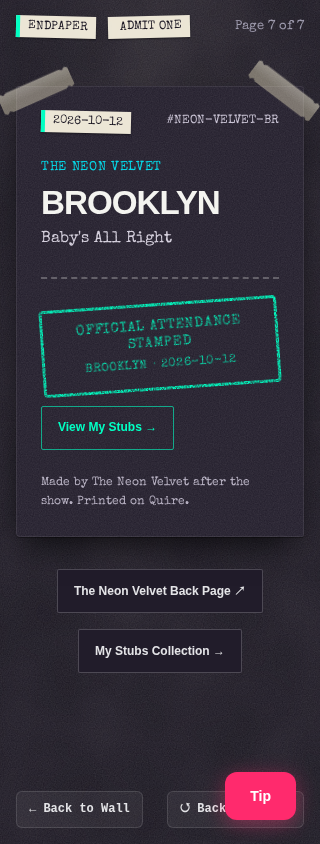 ENDPAPER ADMIT ONE Page 7 of 7
2026-10-12 #NEON-VELVET-BR
THE NEON VELVET
BROOKLYN
Baby's All Right
OFFICIAL ATTENDANCE
STAMPED
BROOKLYN · 2026-10-12
View My Stubs →
Made by The Neon Velvet after the
show. Printed on Quire.
The Neon Velvet Back Page ↗
My Stubs Collection →
← Back to Wall ↺ Back
Tip